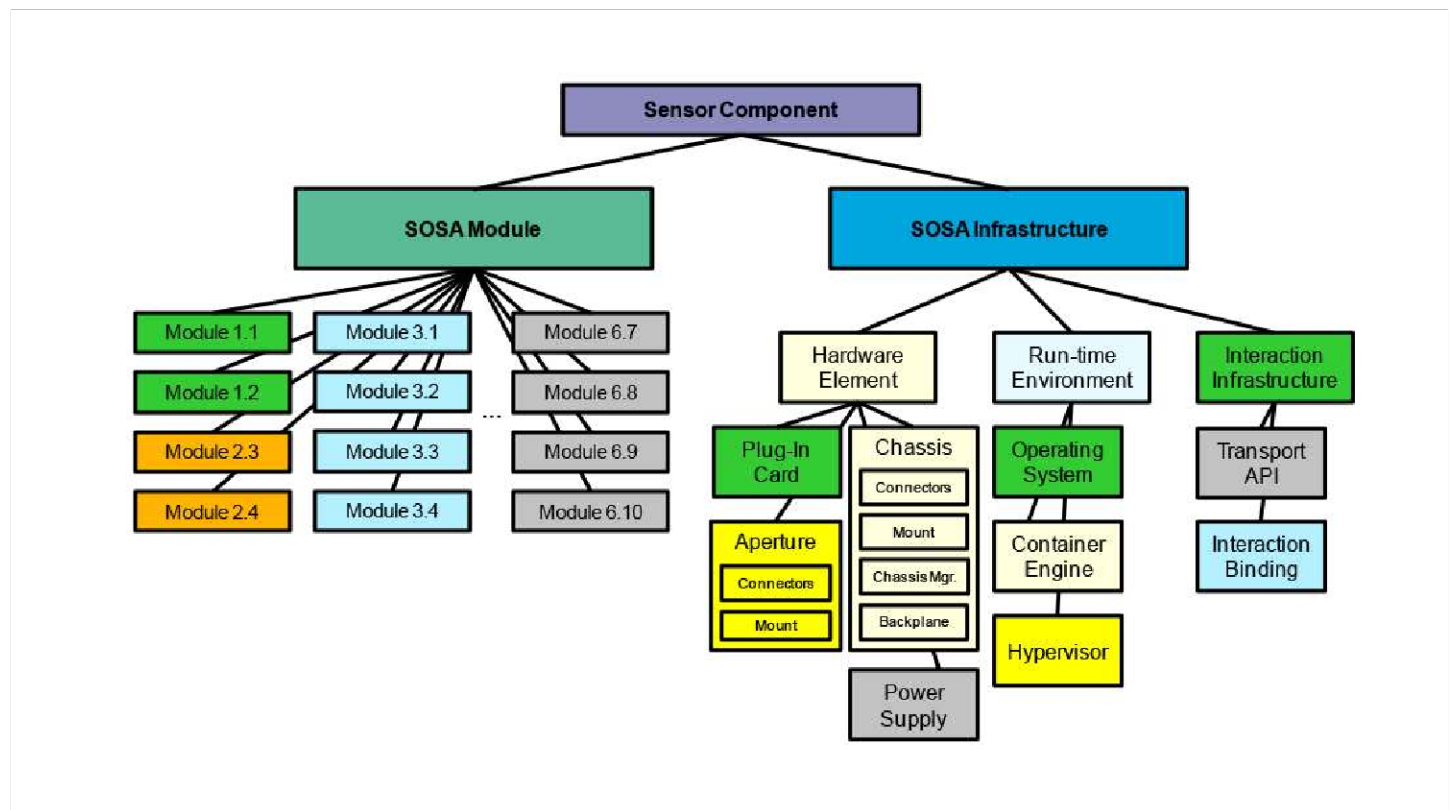 Sensor Component
SOSA Module
SOSA Infrastructure
Module 1.1
Module 3.1
Module 6.7
Module 1.2
Module 3.2
Module 6.8
...
Module 2.3
Module 3.3
Module 6.9
Module 2.4
Module 3.4
Module 6.10
Hardware
Element
Run-time
Environment
Interaction
Infrastructure
Plug-In
Card
Aperture
Connectors
Mount
Chassis
Connectors
Mount
Chassis Mgr.
Backplane
Power
Supply
Operating
System
Container
Engine
Hypervisor
Transport
API
Interaction
Binding